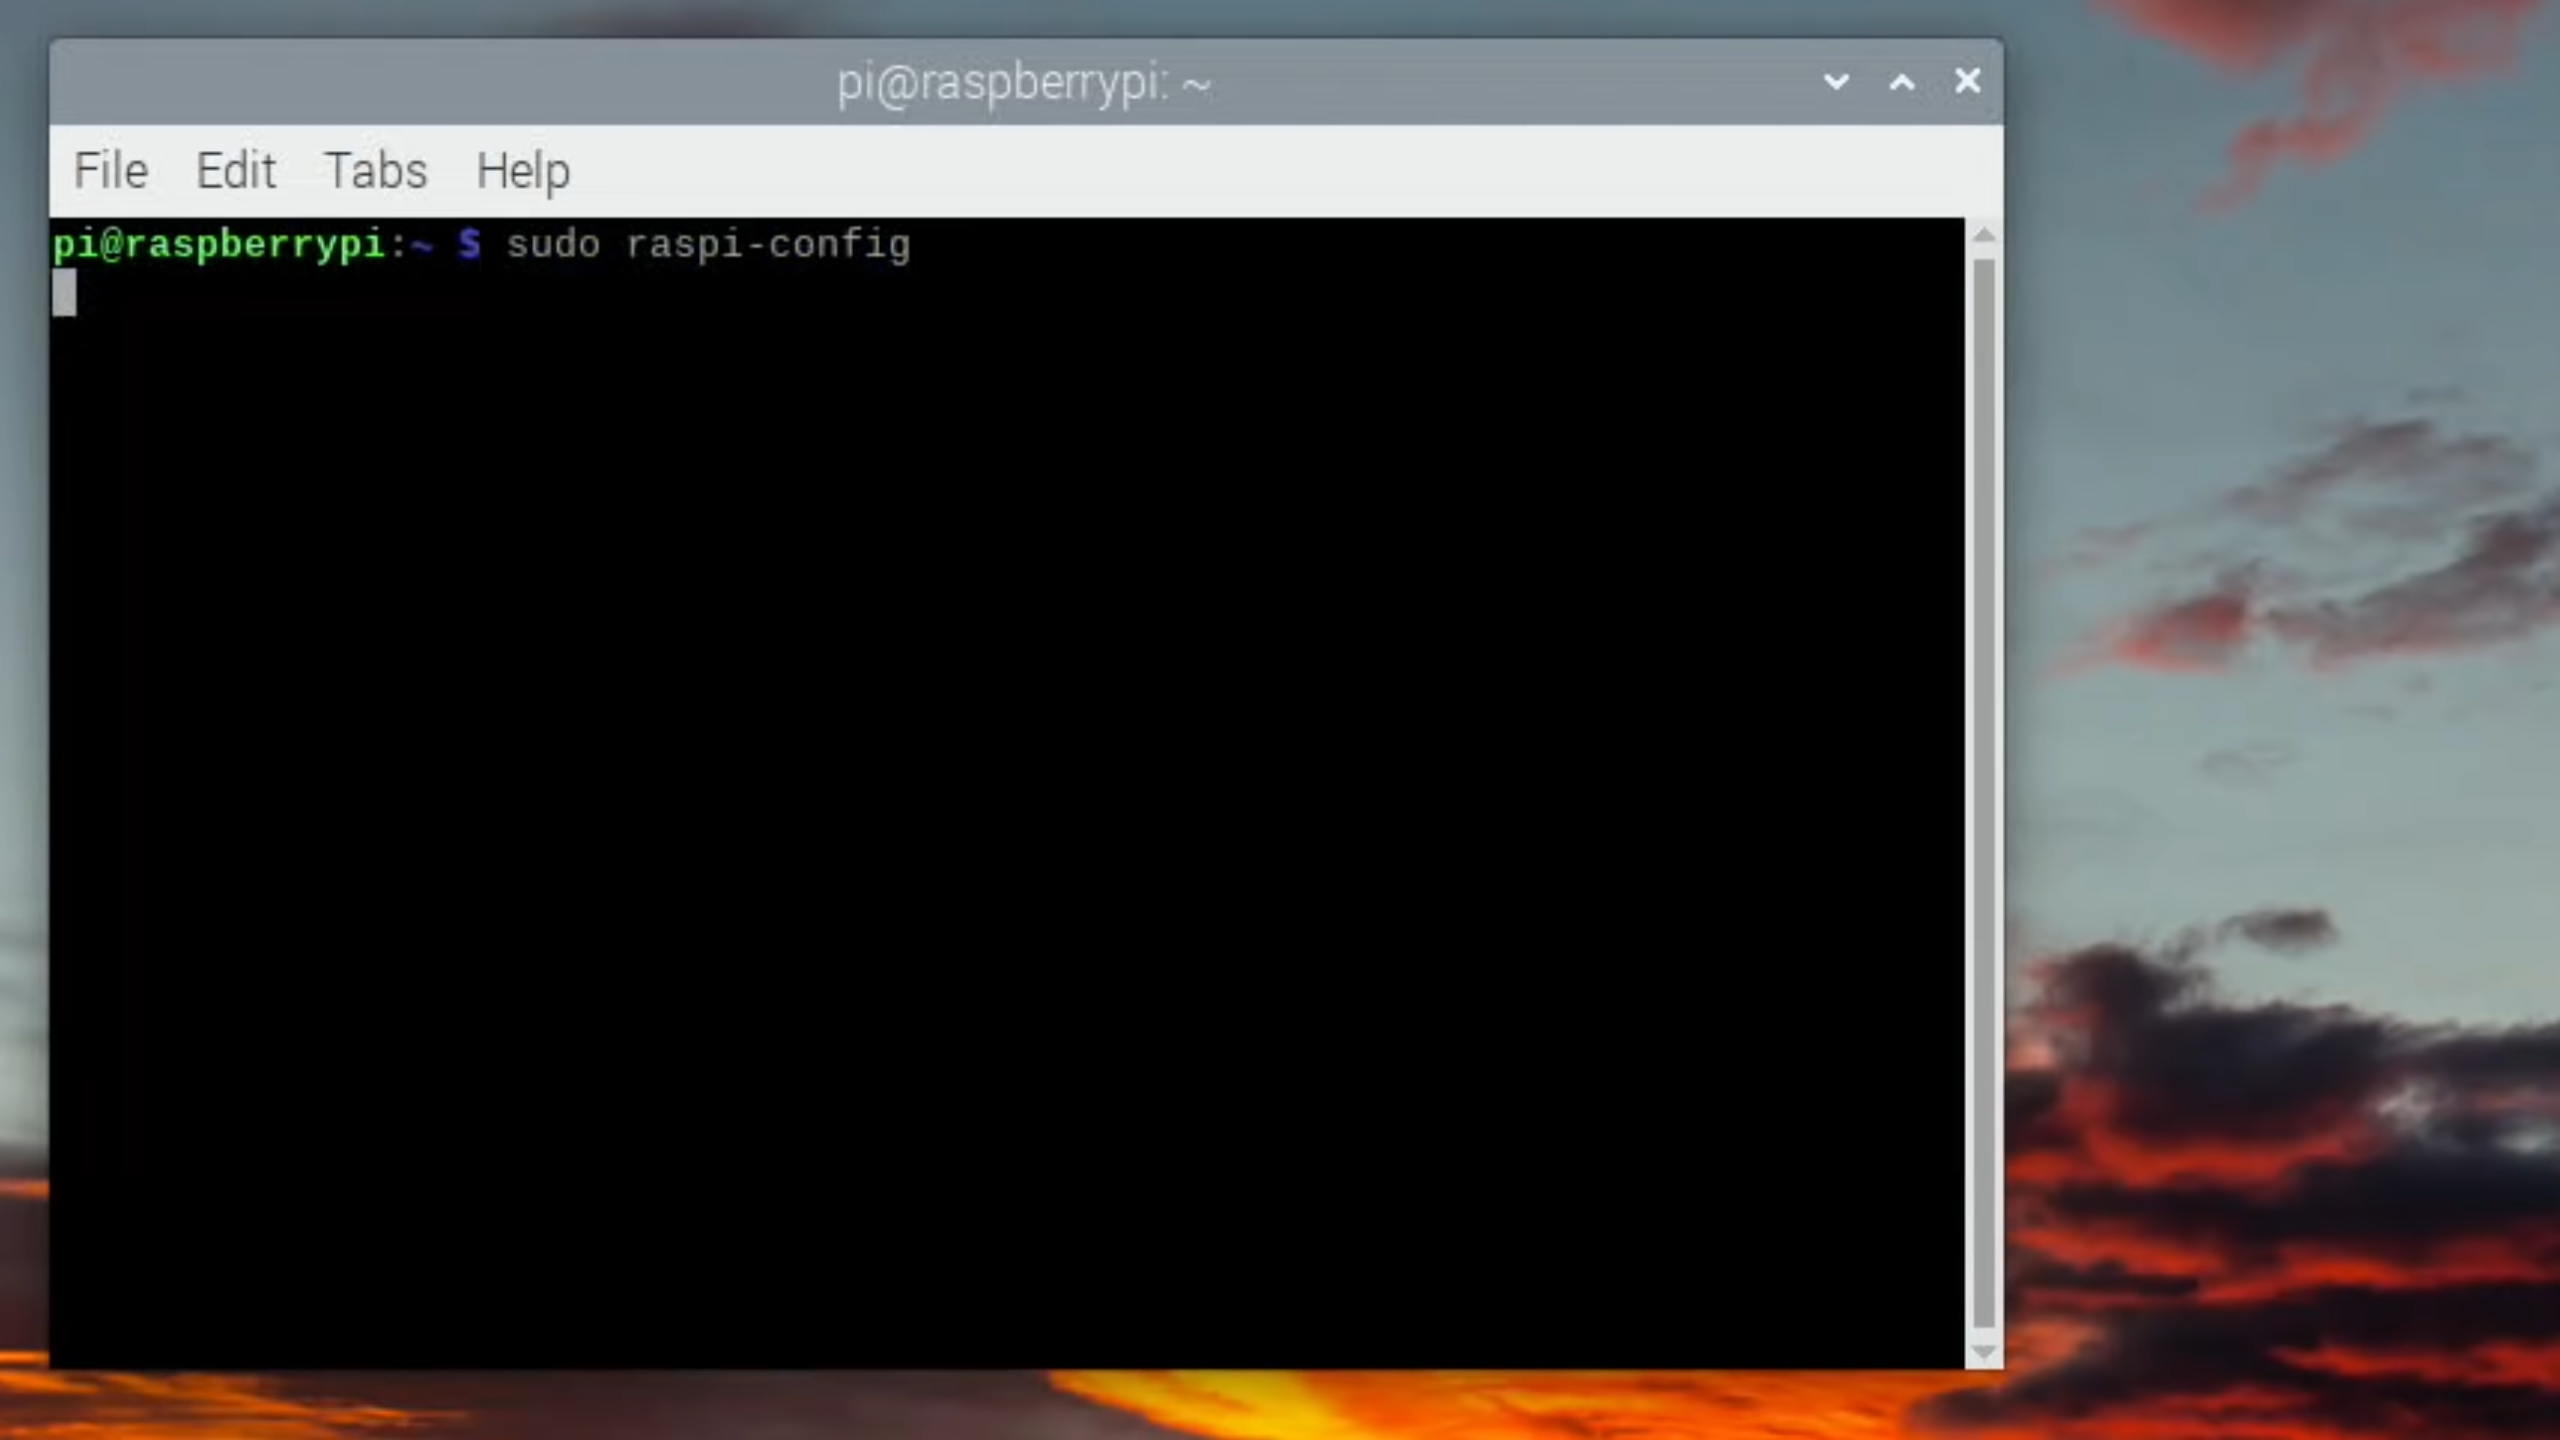 pi@raspberrypi: ~
File Edit Tabs Help
pi@raspberrypi:~ $ sudo raspi-config